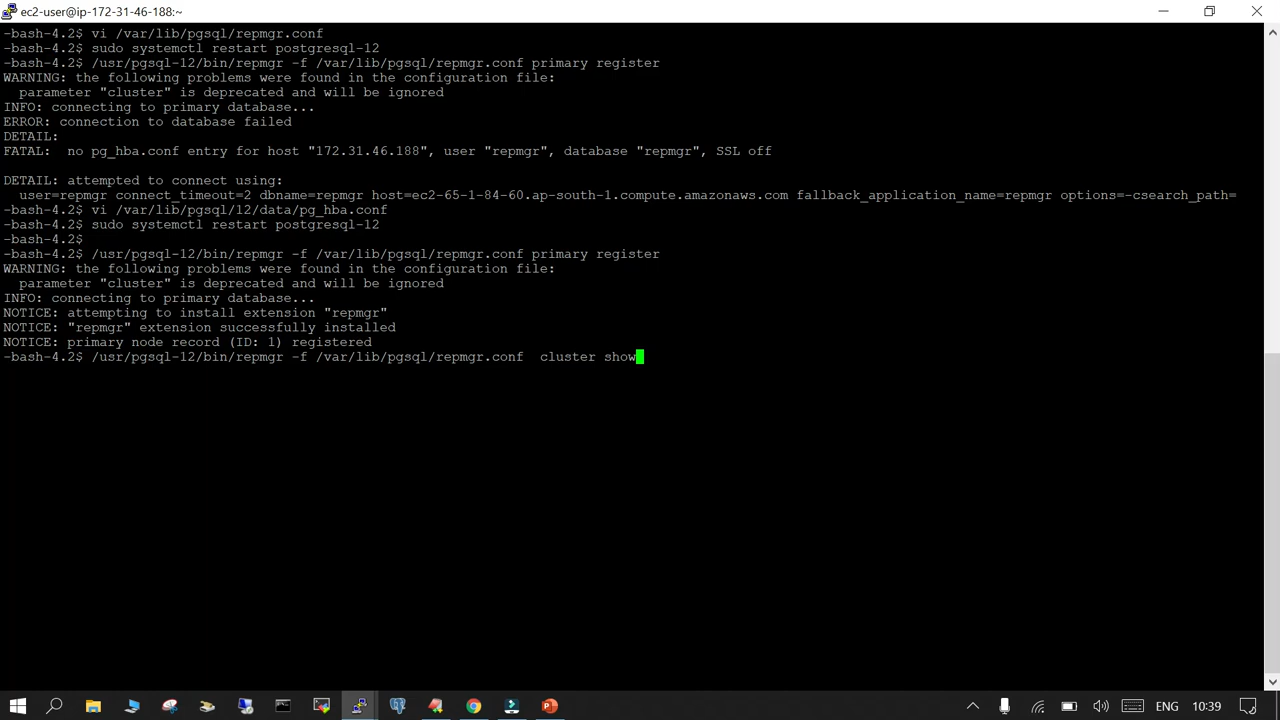 ec2-user@ip-172-31-46-188:~
-bash-4.2$ vi /var/lib/pgsql/repmgr.conf
-bash-4.2$ sudo systemctl restart postgresql-12
-bash-4.2$ /usr/pgsql-12/bin/repmgr -f /var/lib/pgsql/repmgr.conf primary register
WARNING: the following problems were found in the configuration file:
  parameter "cluster" is deprecated and will be ignored
INFO: connecting to primary database...
ERROR: connection to database failed
DETAIL:
FATAL:  no pg_hba.conf entry for host "172.31.46.188", user "repmgr", database "repmgr", SSL off
DETAIL: attempted to connect using:
  user=repmgr connect_timeout=2 dbname=repmgr host=ec2-65-1-84-60.ap-south-1.compute.amazonaws.com fallback_application_name=repmgr options=-csearch_path=
-bash-4.2$ vi /var/lib/pgsql/12/data/pg_hba.conf
-bash-4.2$ sudo systemctl restart postgresql-12
-bash-4.2$
-bash-4.2$ /usr/pgsql-12/bin/repmgr -f /var/lib/pgsql/repmgr.conf primary register
WARNING: the following problems were found in the configuration file:
  parameter "cluster" is deprecated and will be ignored
INFO: connecting to primary database...
NOTICE: attempting to install extension "repmgr"
NOTICE: "repmgr" extension successfully installed
NOTICE: primary node record (ID: 1) registered
-bash-4.2$ /usr/pgsql-12/bin/repmgr -f /var/lib/pgsql/repmgr.conf  cluster show
ENG 10:39